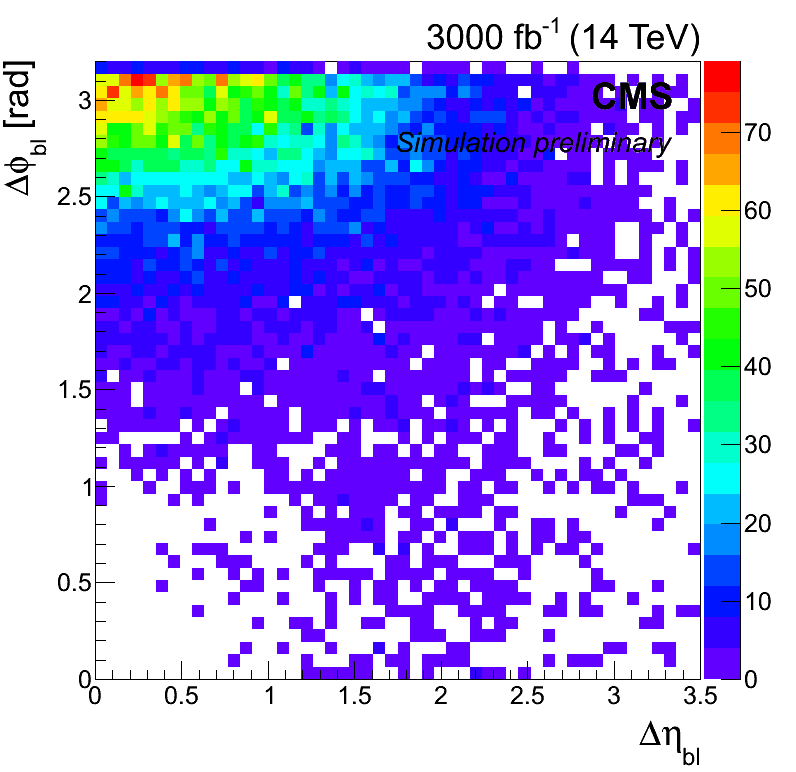 3000 fb-1 (14 TeV)
CMS
Simulation preliminary
Δϕbl [rad]
3
2.5
2
1.5
1
0.5
0
0 0.5 1 1.5 2 2.5 3 3.5
Δηbl
70
60
50
40
30
20
10
0